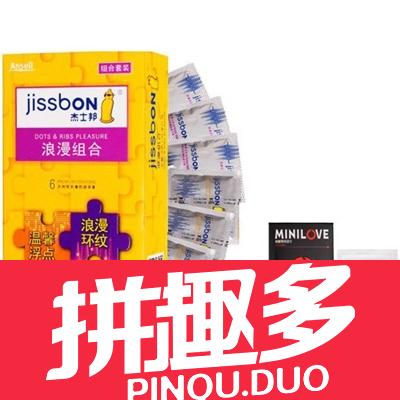 Ansell
组合套装
jissbON
杰士邦
DOTS & RIBS PLEASURE
浪漫组合
6
温馨
浮点
浪漫
环纹
MINILOVE
拼趣多
PINQU.DUO